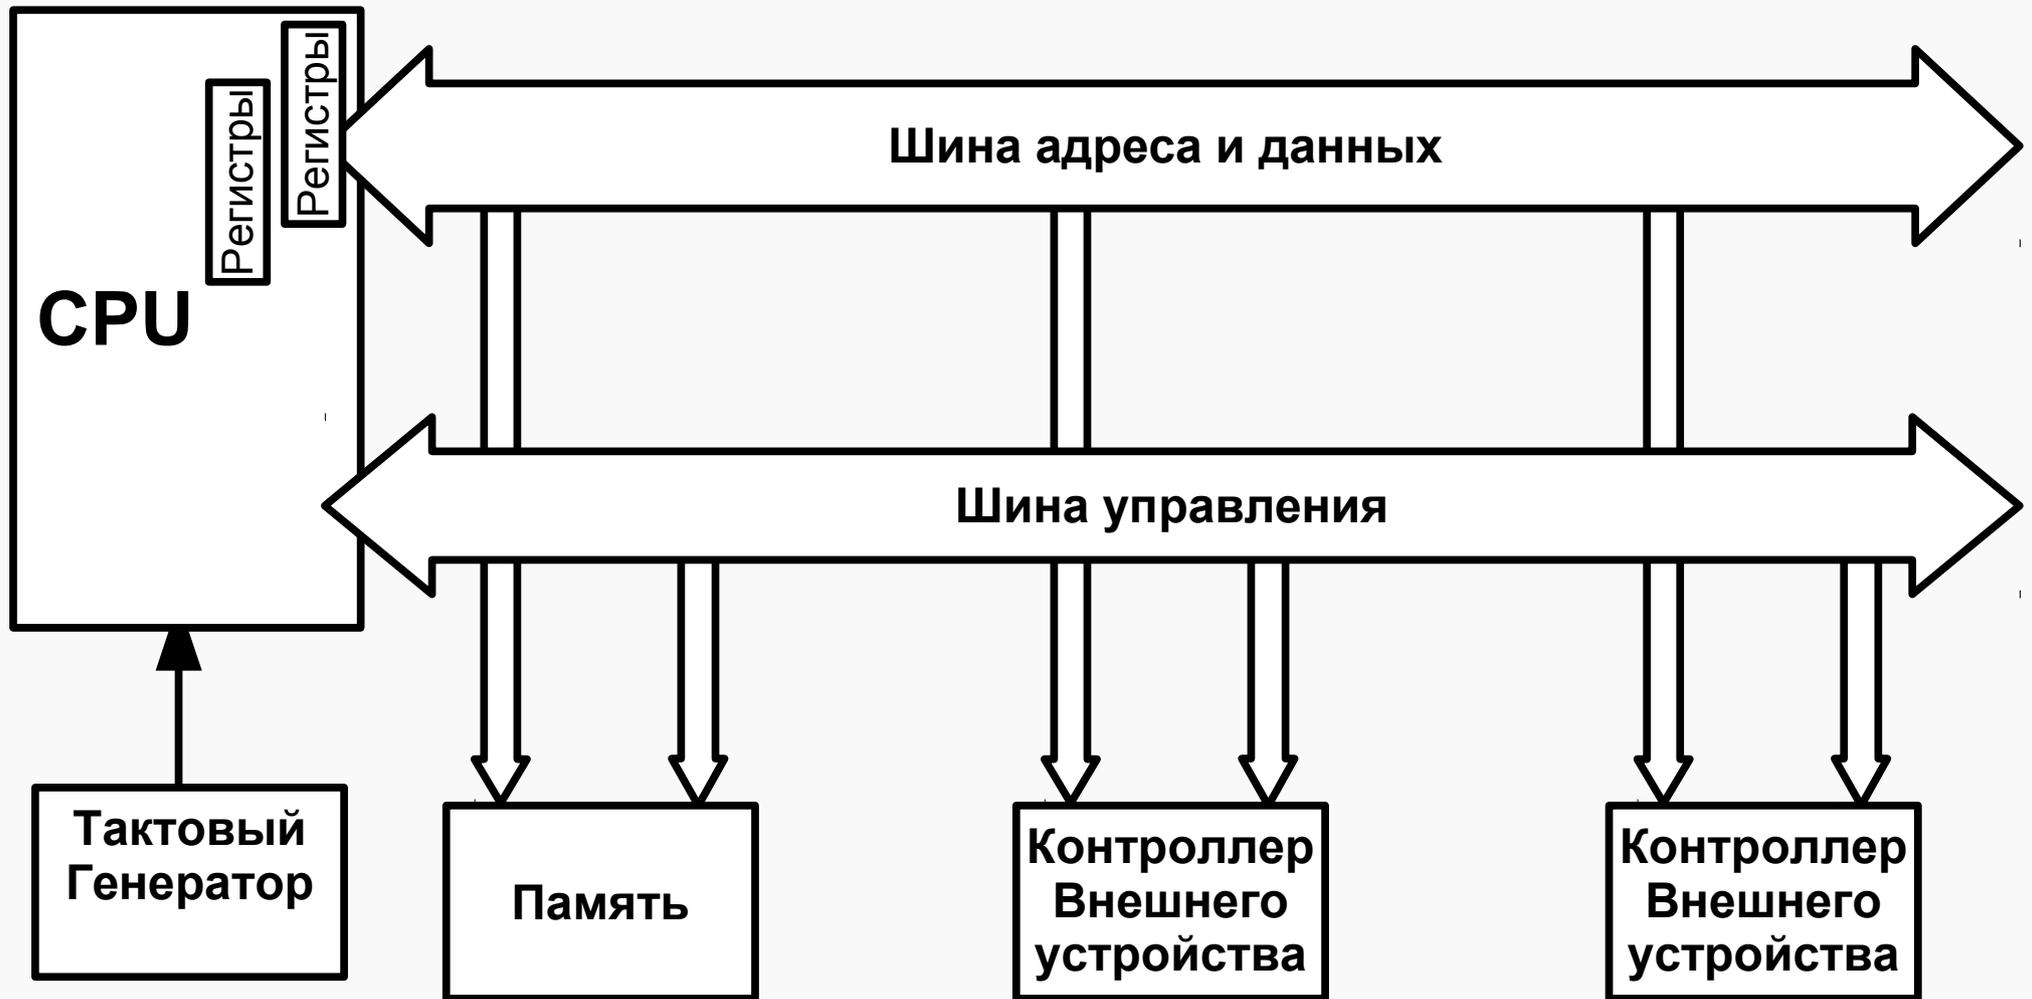 Регистры
Регистры
CPU
Шина адреса и данных
Шина управления
Тактовый
Генератор
Память
Контроллер
Внешнего
устройства
Контроллер
Внешнего
устройства